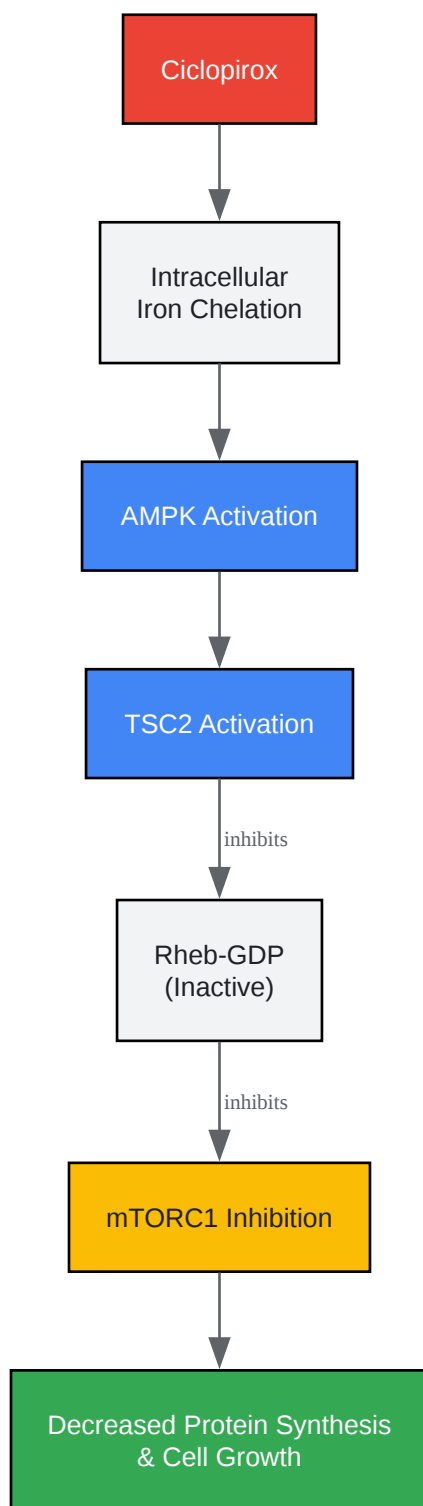 Ciclopirox
Intracellular
Iron Chelation
AMPK Activation
TSC2 Activation
inhibits
Rheb-GDP
(Inactive)
inhibits
mTORC1 Inhibition
Decreased Protein Synthesis
& Cell Growth